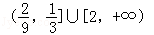 (2/9, 1/3]∪[2, +∞)